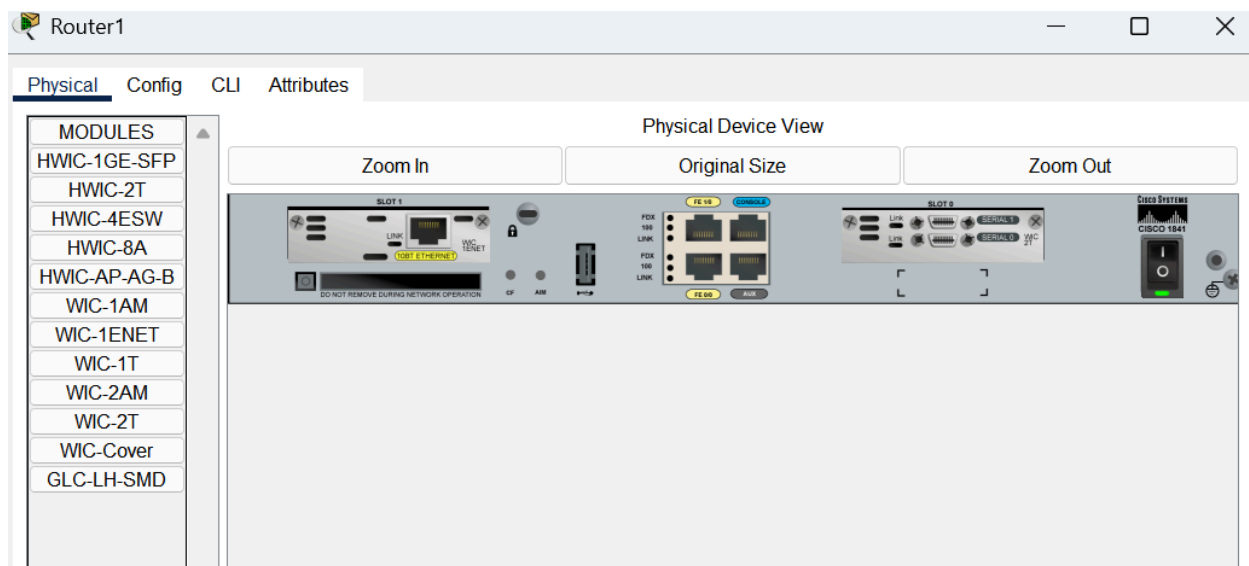 Router1
Physical Config CLI Attributes
MODULES
HWIC-1GE-SFP
HWIC-2T
HWIC-4ESW
HWIC-8A
HWIC-AP-AG-B
WIC-1AM
WIC-1ENET
WIC-1T
WIC-2AM
WIC-2T
WIC-Cover
GLC-LH-SMD
Physical Device View
Zoom In Original Size Zoom Out
SLOT 1
LINK
WIC
1ENET
10BT ETHERNET
DO NOT REMOVE DURING NETWORK OPERATION
CF AIM
FE 1/0 CONSOLE
FDX
100
LINK
FDX
100
LINK
FE 0/0 AUX
SLOT 0
Link SERIAL 1
Link SERIAL 0
WIC
2T
CISCO SYSTEMS
CISCO 1841